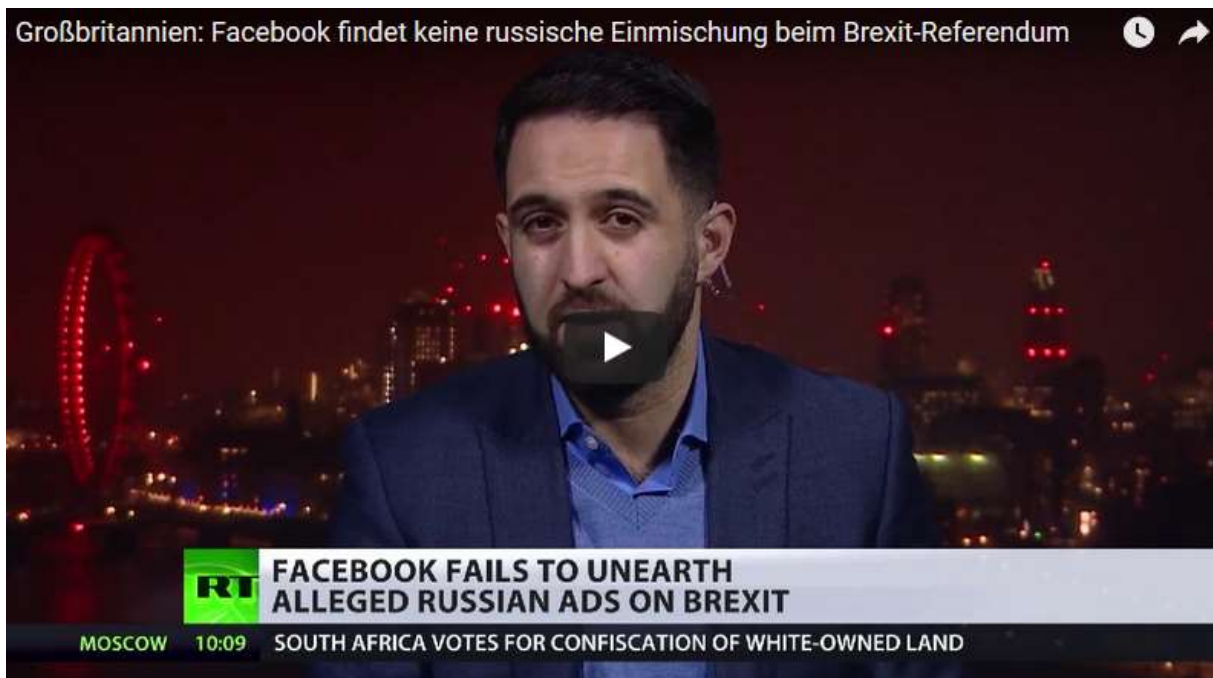 Großbritannien: Facebook findet keine russische Einmischung beim Brexit-Referendum
RT
FACEBOOK FAILS TO UNEARTH
ALLEGED RUSSIAN ADS ON BREXIT
MOSCOW 10:09 SOUTH AFRICA VOTES FOR CONFISCATION OF WHITE-OWNED LAND